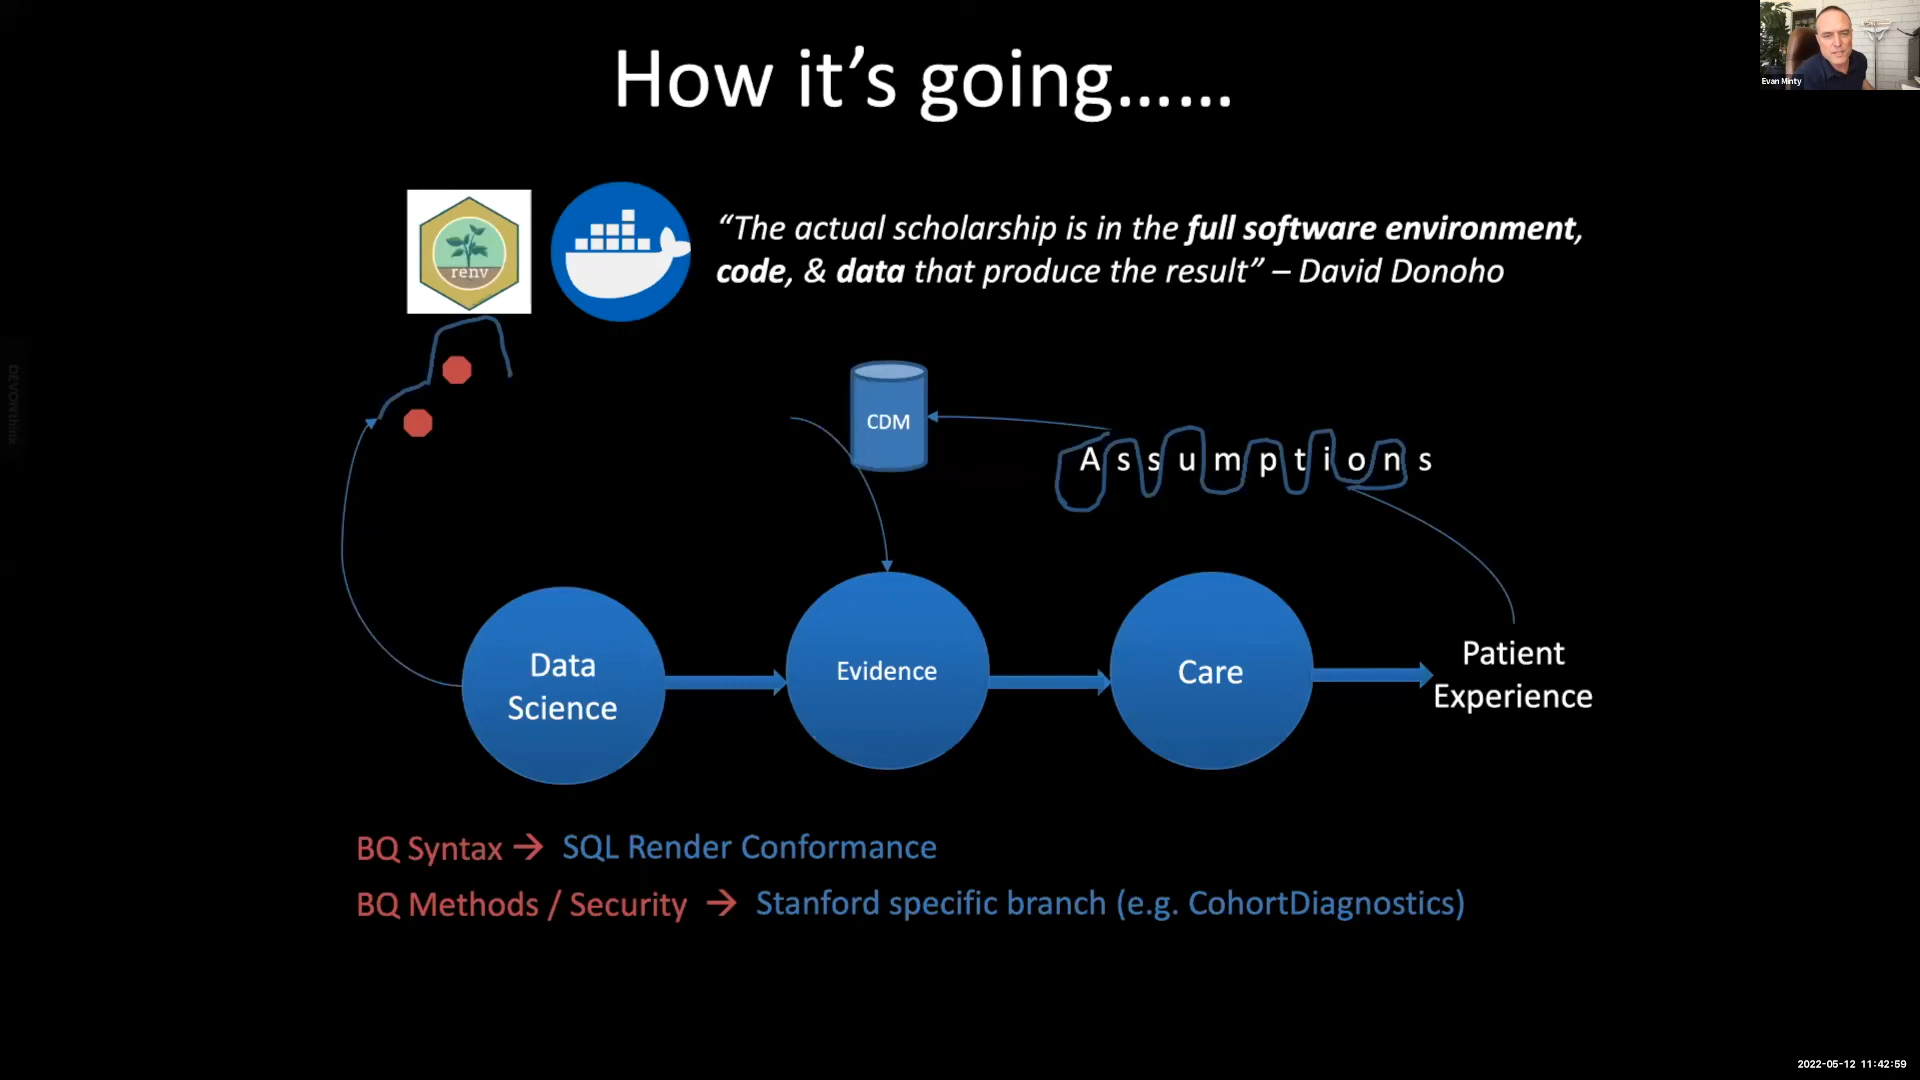 How it’s going......
Evan Minty
renv
“The actual scholarship is in the full software environment,
code, & data that produce the result” – David Donoho
CDM
A s s u m p t i o n s
Data
Science
Evidence
Care
Patient
Experience
BQ Syntax → SQL Render Conformance
BQ Methods / Security → Stanford specific branch (e.g. CohortDiagnostics)
2022-05-12 11:42:59